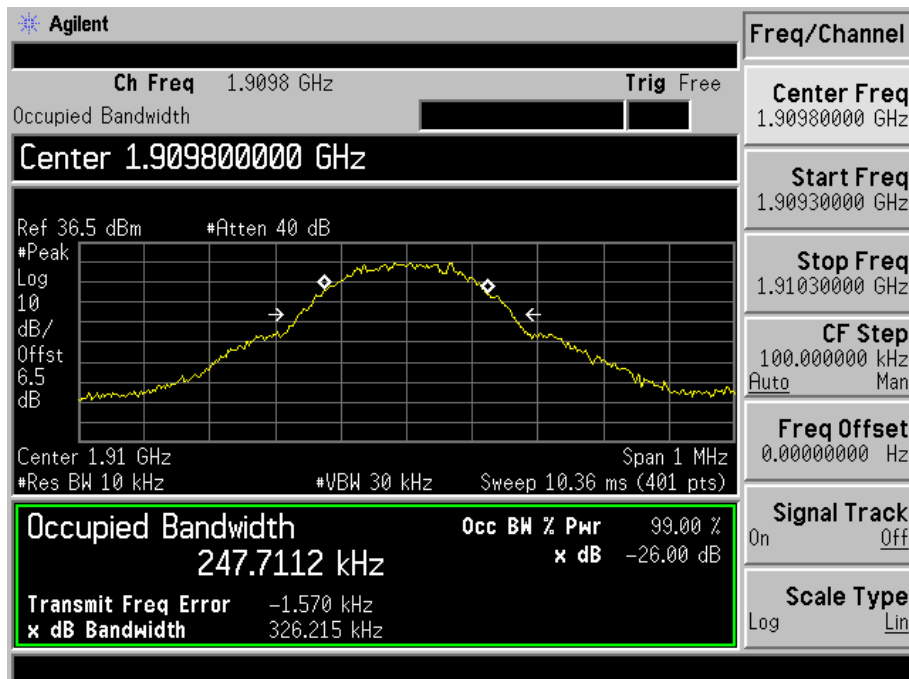 Agilent
Freq/Channel
Ch Freq 1.9098 GHz Trig Free
Occupied Bandwidth
Center 1.909800000 GHz
Ref 36.5 dBm #Atten 40 dB
#Peak
Log
10
dB/
Offst
6.5
dB
Center 1.91 GHz Span 1 MHz
#Res BW 10 kHz #VBW 30 kHz Sweep 10.36 ms (401 pts)
Occupied Bandwidth Occ BW % Pwr 99.00 %
247.7112 kHz x dB -26.00 dB
Transmit Freq Error -1.570 kHz
x dB Bandwidth 326.215 kHz
Center Freq
1.90980000 GHz
Start Freq
1.90930000 GHz
Stop Freq
1.91030000 GHz
CF Step
100.000000 kHz
Auto Man
Freq Offset
0.00000000 Hz
Signal Track
On Off
Scale Type
Log Lin